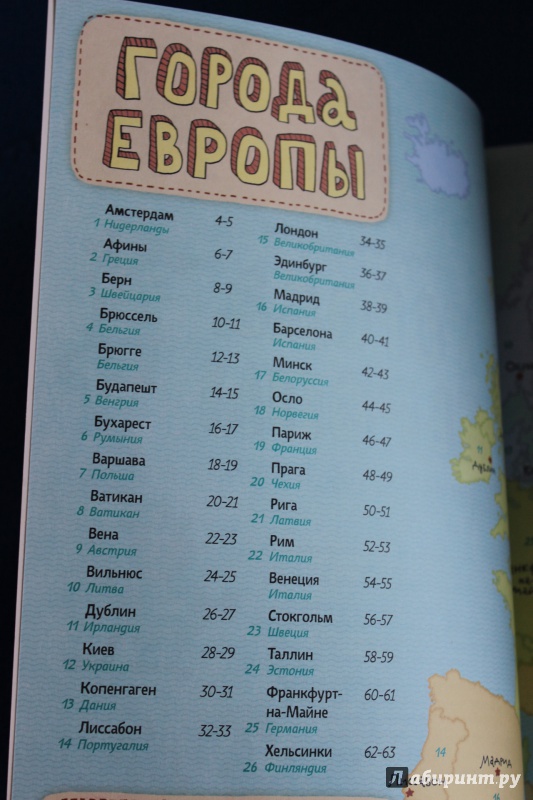 ГОРОДА
ЕВРОПЫ
Амстердам 4-5
1 Нидерланды
Афины 6-7
2 Греция
Берн 8-9
3 Швейцария
Брюссель 10-11
4 Бельгия
Брюгге 12-13
Бельгия
Будапешт 14-15
5 Венгрия
Бухарест 16-17
6 Румыния
Варшава 18-19
7 Польша
Ватикан 20-21
8 Ватикан
Вена 22-23
9 Австрия
Вильнюс 24-25
10 Литва
Дублин 26-27
11 Ирландия
Киев 28-29
12 Украина
Копенгаген 30-31
13 Дания
Лиссабон 32-33
14 Португалия
Лондон 34-35
15 Великобритания
Эдинбург 36-37
Великобритания
Мадрид 38-39
16 Испания
Барселона 40-41
Испания
Минск 42-43
17 Белоруссия
Осло 44-45
18 Норвегия
Париж 46-47
19 Франция
Прага 48-49
20 Чехия
Рига 50-51
21 Латвия
Рим 52-53
22 Италия
Венеция 54-55
Италия
Стокгольм 56-57
23 Швеция
Таллин 58-59
24 Эстония
Франкфурт-
на-Майне 60-61
25 Германия
Хельсинки 62-63
26 Финляндия
11
Дублин
14
Мадрид
16
Лабиринт.ру